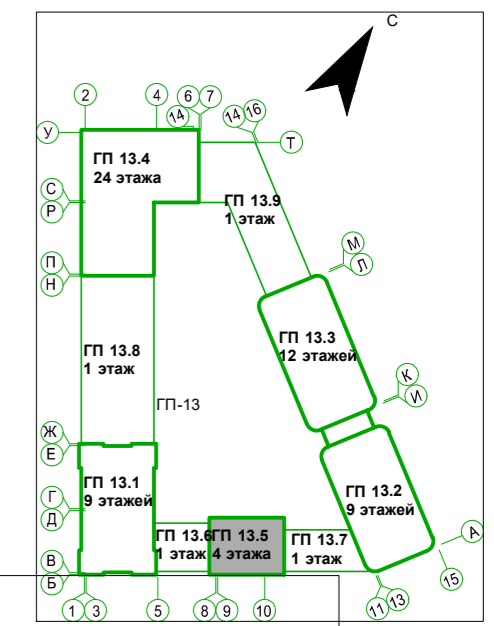 С
2
4
6
7
14
14
16
У
Т
ГП 13.4
24 этажа
С
Р
ГП 13.9
1 этаж
М
Л
П
Н
ГП 13.3
12 этажей
ГП 13.8
1 этаж
К
И
ГП-13
Ж
Е
ГП 13.1
9 этажей
ГП 13.2
9 этажей
Г
Д
А
15
ГП 13.6
1 этаж
ГП 13.5
4 этажа
ГП 13.7
1 этаж
В
Б
1
3
5
8
9
10
11
13